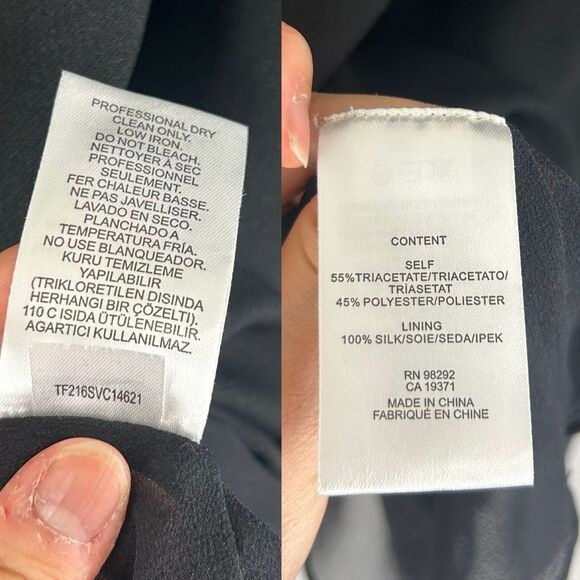 PROFESSIONAL DRY
CLEAN ONLY.
LOW IRON.
DO NOT BLEACH.
NETTOYER À SEC
PROFESSIONNEL
SEULEMENT.
FER CHALEUR BASSE.
NE PAS JAVELLISER.
LAVADO EN SECO.
PLANCHADO A
TEMPERATURA FRÍA.
NO USE BLANQUEADOR.
KURU TEMIZLEME
YAPILABILIR
(TRIKLORETILEN DISINDA
HERHANGI BIR ÇÖZELTI),
110 C ISIDA ÜTÜLENEBILIR.
AGARTICI KULLANILMAZ.
TF216SVC14621
CONTENT
SELF
55%TRIACETATE/TRIACETATO/
TRİASETAT
45% POLYESTER/POLIESTER
LINING
100% SILK/SOIE/SEDA/IPEK
RN 98292
CA 19371
MADE IN CHINA
FABRIQUÉ EN CHINE